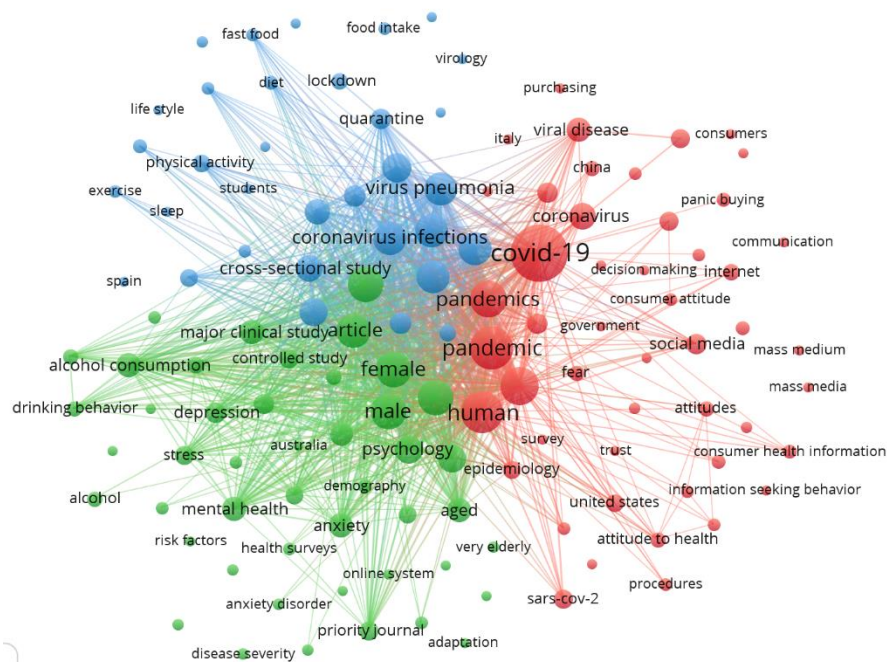 fast food
food intake
virology
diet
lockdown
purchasing
life style
quarantine
italy
viral disease
consumers
physical activity
china
exercise
students
virus pneumonia
panic buying
sleep
coronavirus
coronavirus infections
covid-19
communication
spain
cross-sectional study
decision making
internet
pandemics
consumer attitude
major clinical study
article
government
social media
mass medium
alcohol consumption
controlled study
pandemic
female
fear
mass media
drinking behavior
depression
male
human
attitudes
stress
australia
psychology
survey
trust
consumer health information
epidemiology
alcohol
demography
information seeking behavior
mental health
anxiety
aged
united states
risk factors
health surveys
very elderly
attitude to health
online system
procedures
anxiety disorder
sars-cov-2
priority journal
adaptation
disease severity